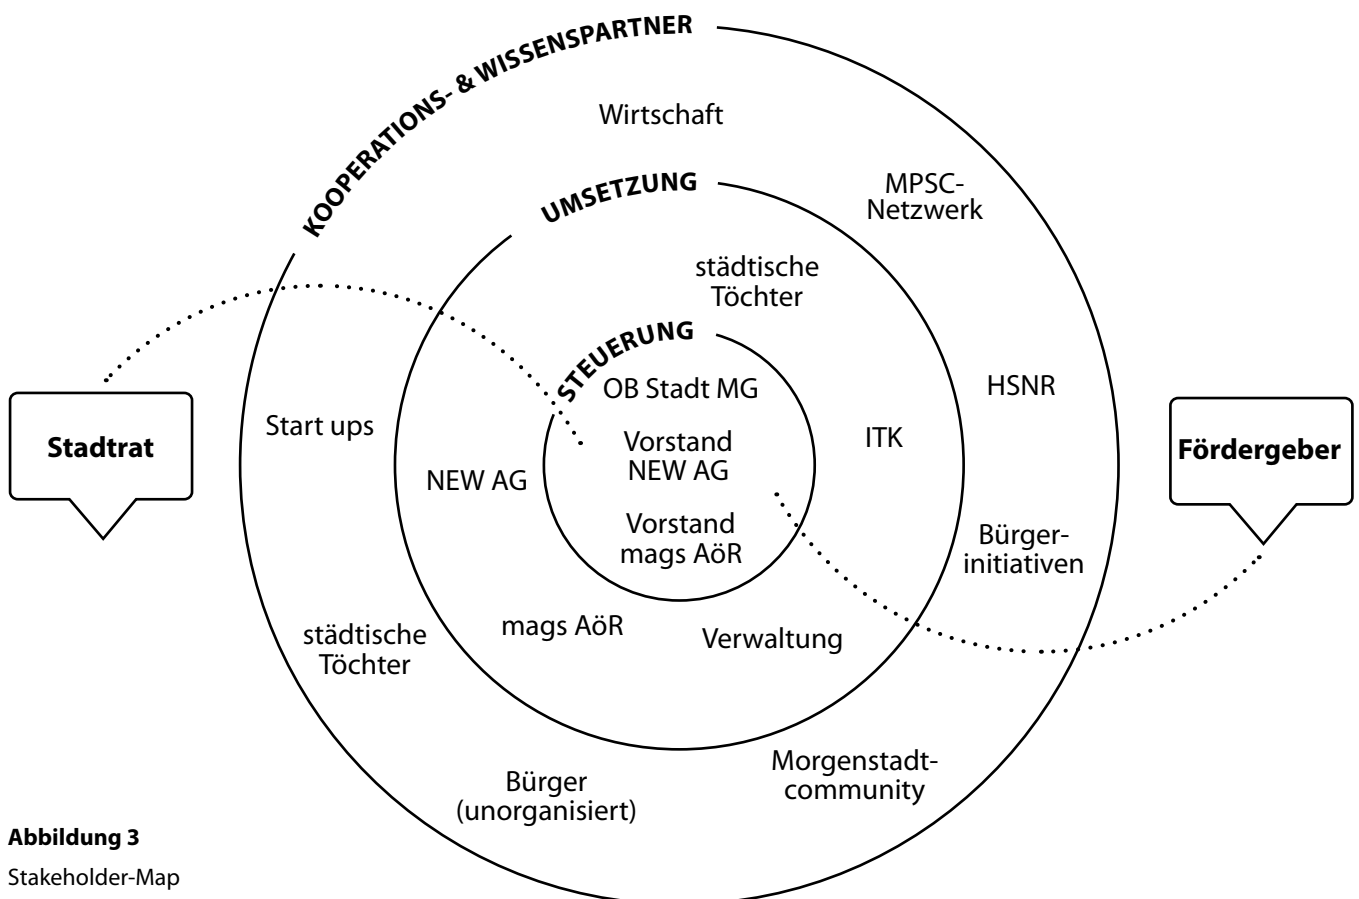 KOOPERATIONS- & WISSENSPARTNER
Wirtschaft
MPSC-
Netzwerk
UMSETZUNG
städtische
Töchter
STEUERUNG
OB Stadt MG
Vorstand
NEW AG
Vorstand
mags AöR
HSNR
ITK
Start ups
NEW AG
Stadtrat
Fördergeber
Bürger-
initiativen
mags AöR
Verwaltung
städtische
Töchter
Morgenstadt-
community
Bürger
(unorganisiert)
Abbildung 3
Stakeholder-Map